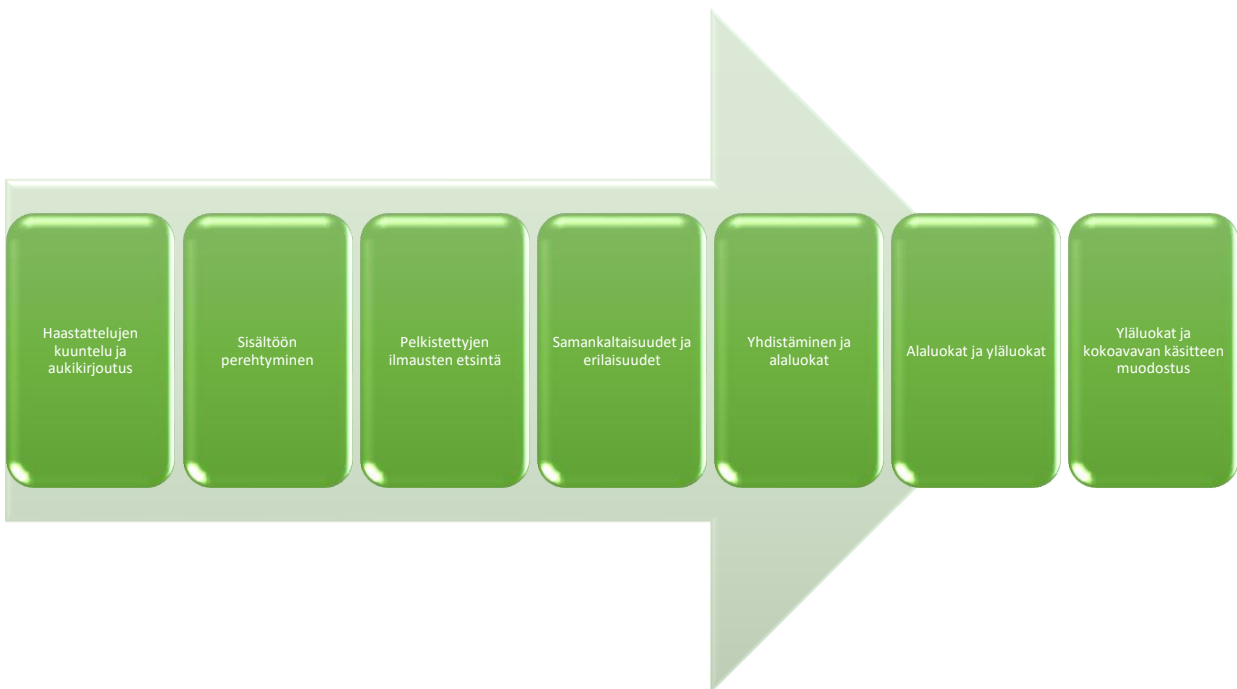 Haastattelujen
kuuntelu ja
aukikirjoutus
Sisältöön
perehtyminen
Pelkistettyjen
ilmausten etsintä
Samankaltaisuudet ja
erilaisuudet
Yhdistäminen ja
alaluokat
Alaluokat ja yläluokat
Yläluokat ja
kokoavavan käsitteen
muodostus